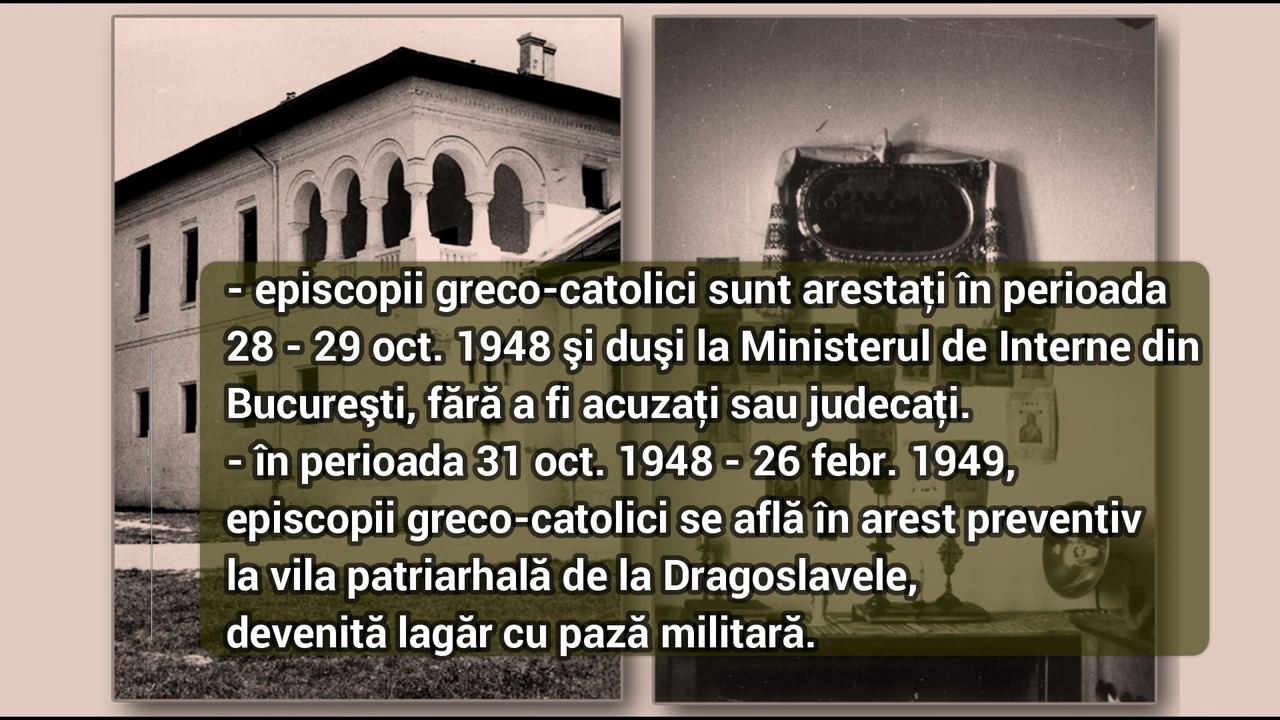 - episcopii greco-catolici sunt arestați în perioada
28 - 29 oct. 1948 şi duşi la Ministerul de Interne din
Bucureşti, fără a fi acuzați sau judecați.
- în perioada 31 oct. 1948 - 26 febr. 1949,
episcopii greco-catolici se află în arest preventiv
la vila patriarhală de la Dragoslavele,
devenită lagăr cu pază militară.